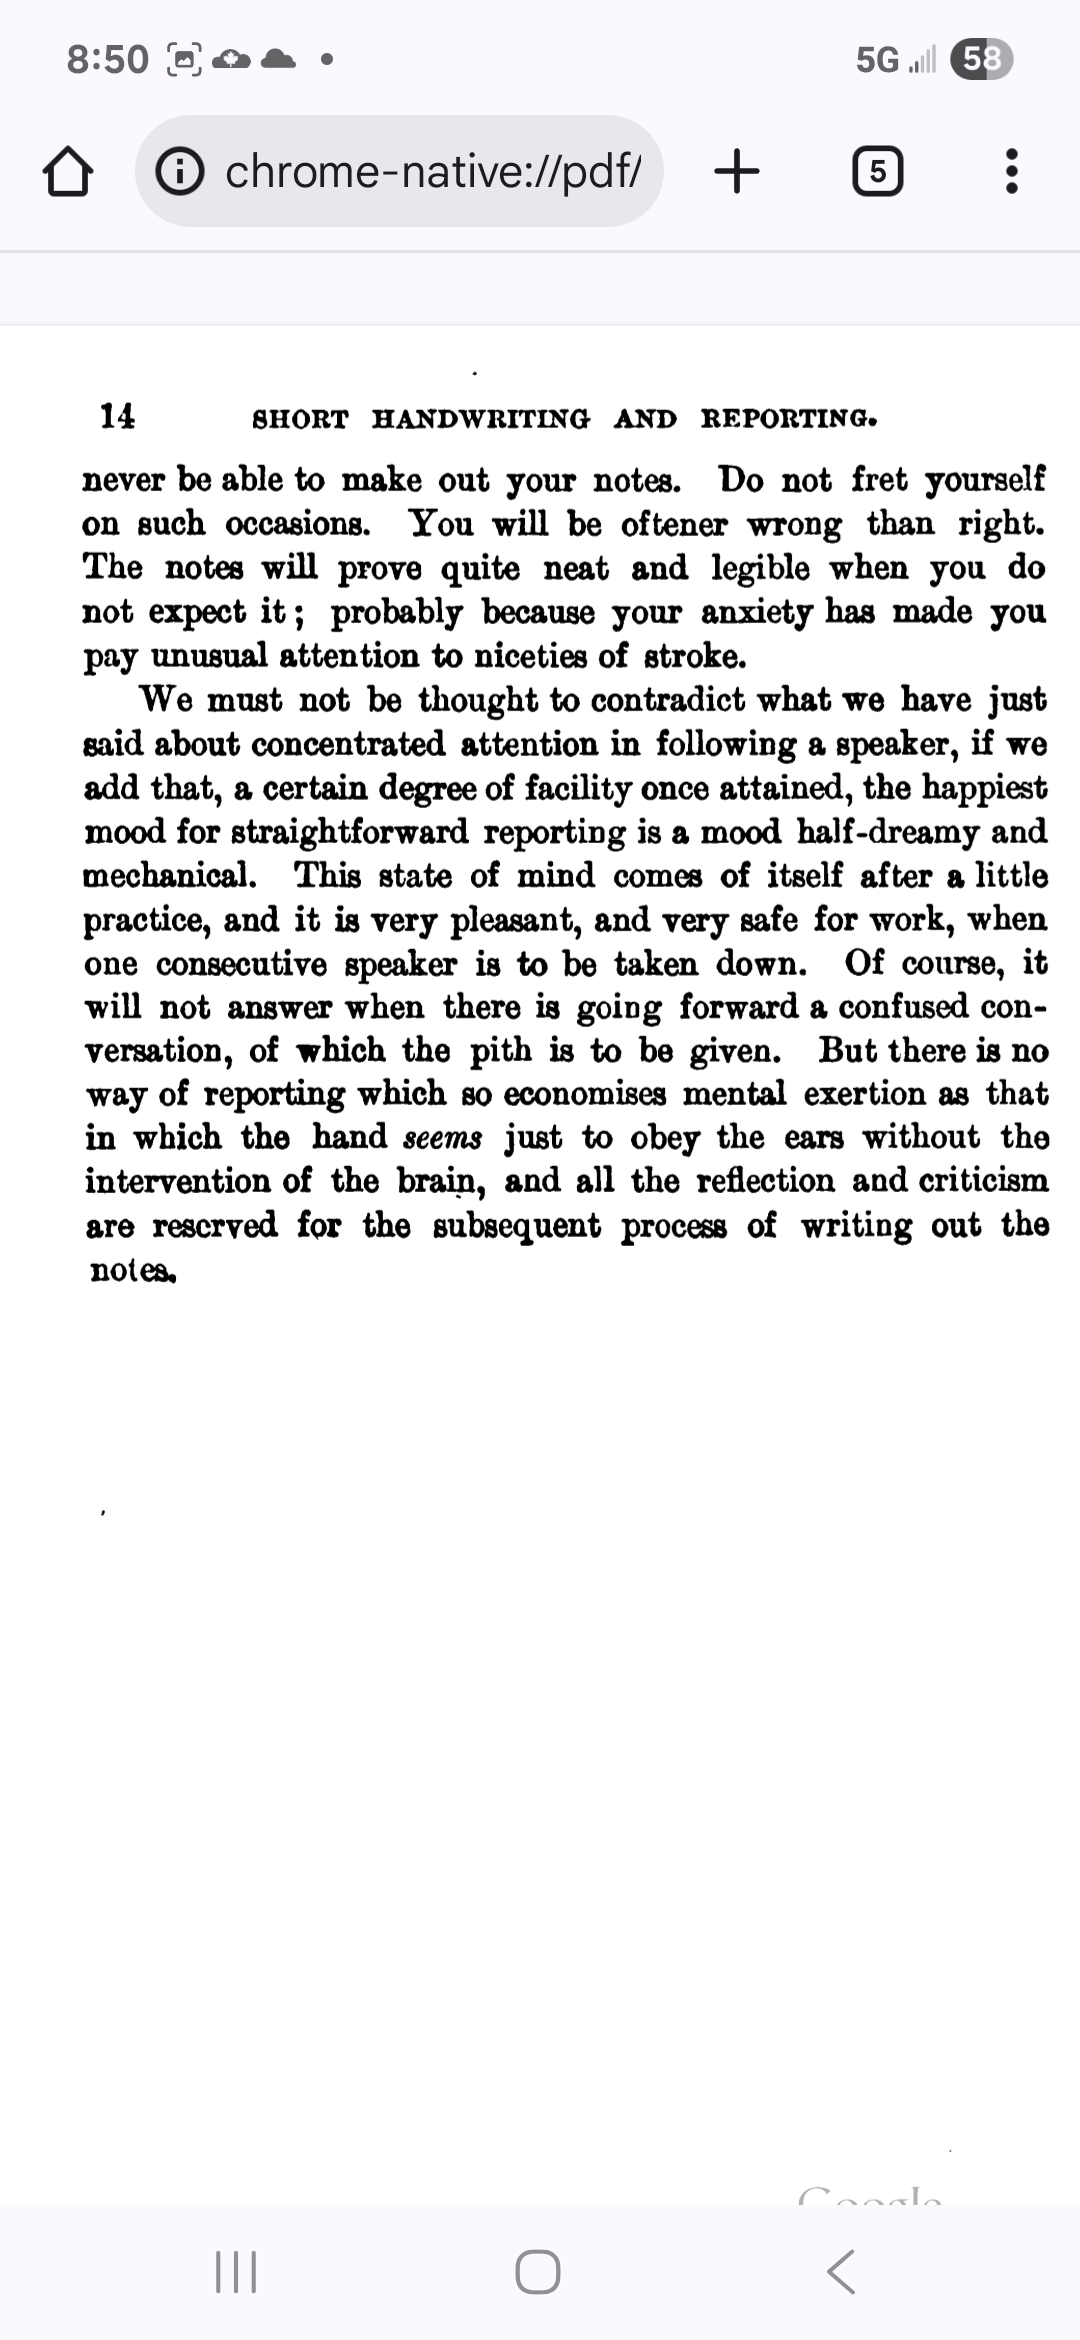 8:50
5G
58
chrome-native://pdf/
5
14 SHORT HANDWRITING AND REPORTING.
never be able to make out your notes. Do not fret yourself
on such occasions. You will be oftener wrong than right.
The notes will prove quite neat and legible when you do
not expect it; probably because your anxiety has made you
pay unusual attention to niceties of stroke.
We must not be thought to contradict what we have just
said about concentrated attention in following a speaker, if we
add that, a certain degree of facility once attained, the happiest
mood for straightforward reporting is a mood half-dreamy and
mechanical. This state of mind comes of itself after a little
practice, and it is very pleasant, and very safe for work, when
one consecutive speaker is to be taken down. Of course, it
will not answer when there is going forward a confused con-
versation, of which the pith is to be given. But there is no
way of reporting which so economises mental exertion as that
in which the hand seems just to obey the ears without the
intervention of the brain, and all the reflection and criticism
are reserved for the subsequent process of writing out the
notes.
Google